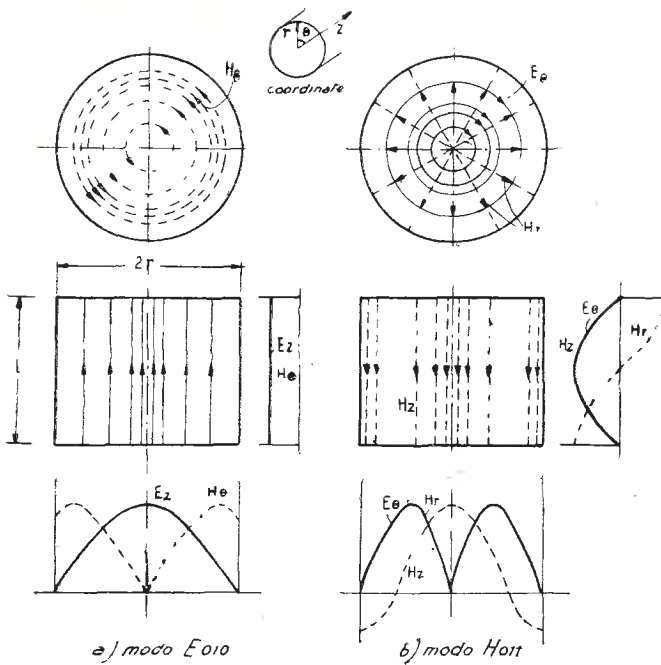 r θ z
coordinate
Hθ
Eθ
Hr
2r
L
Ez
Hθ
Hz
Hz
Eθ
Hr
Ez
Hθ
Eθ
Hr
Hz
a) modo E010
b) modo H011